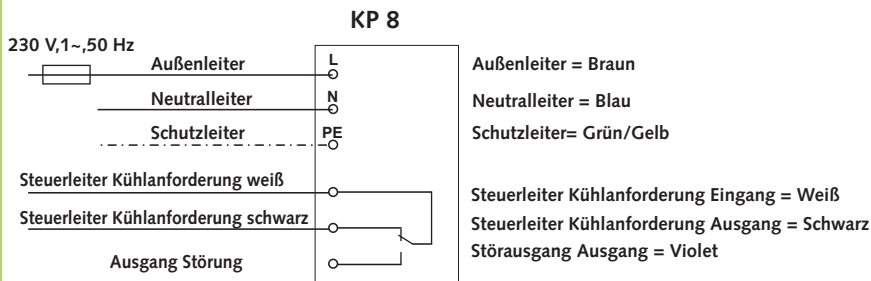 KP 8
230 V,1~,50 Hz
Außenleiter
L
Außenleiter = Braun
Neutralleiter
N
Neutralleiter = Blau
Schutzleiter
PE
Schutzleiter= Grün/Gelb
Steuerleiter Kühlanforderung weiß
Steuerleiter Kühlanforderung Eingang = Weiß
Steuerleiter Kühlanforderung schwarz
Steuerleiter Kühlanforderung Ausgang = Schwarz
Störausgang Ausgang = Violet
Ausgang Störung